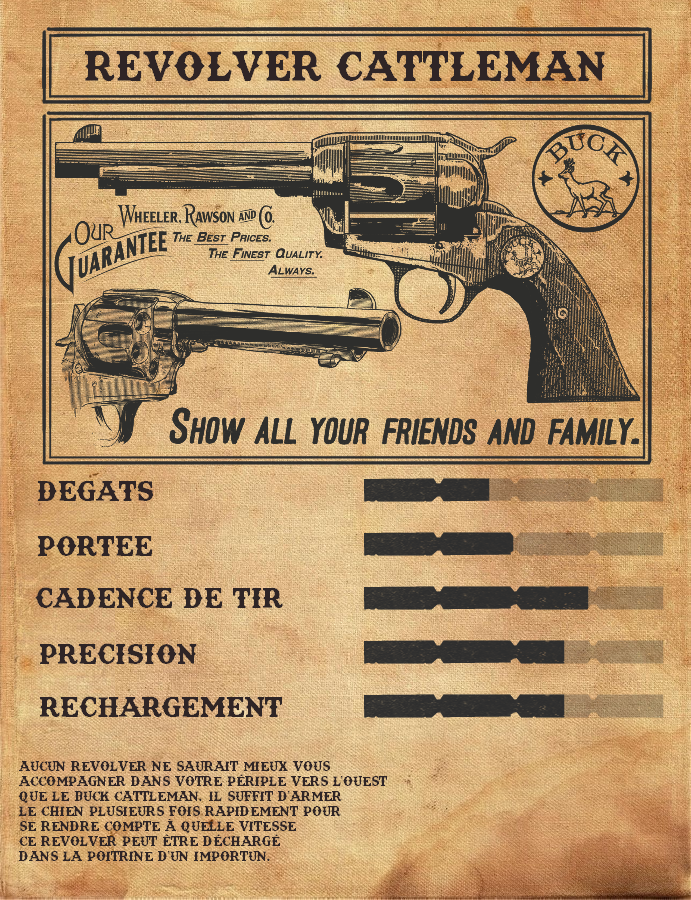 REVOLVER CATTLEMAN
BUCK
WHEELER, RAWSON AND CO.
OUR GUARANTEE
THE BEST PRICES.
THE FINEST QUALITY.
ALWAYS.
SHOW ALL YOUR FRIENDS AND FAMILY.
DEGATS
PORTEE
CADENCE DE TIR
PRECISION
RECHARGEMENT
AUCUN REVOLVER NE SAURAIT MIEUX VOUS
ACCOMPAGNER DANS VOTRE PÉRIPLE VERS L'OUEST
QUE LE BUCK CATTLEMAN. IL SUFFIT D'ARMER
LE CHIEN PLUSIEURS FOIS RAPIDEMENT POUR
SE RENDRE COMPTE À QUELLE VITESSE
CE REVOLVER PEUT ÊTRE DÉCHARGÉ
DANS LA POITRINE D'UN IMPORTUN.